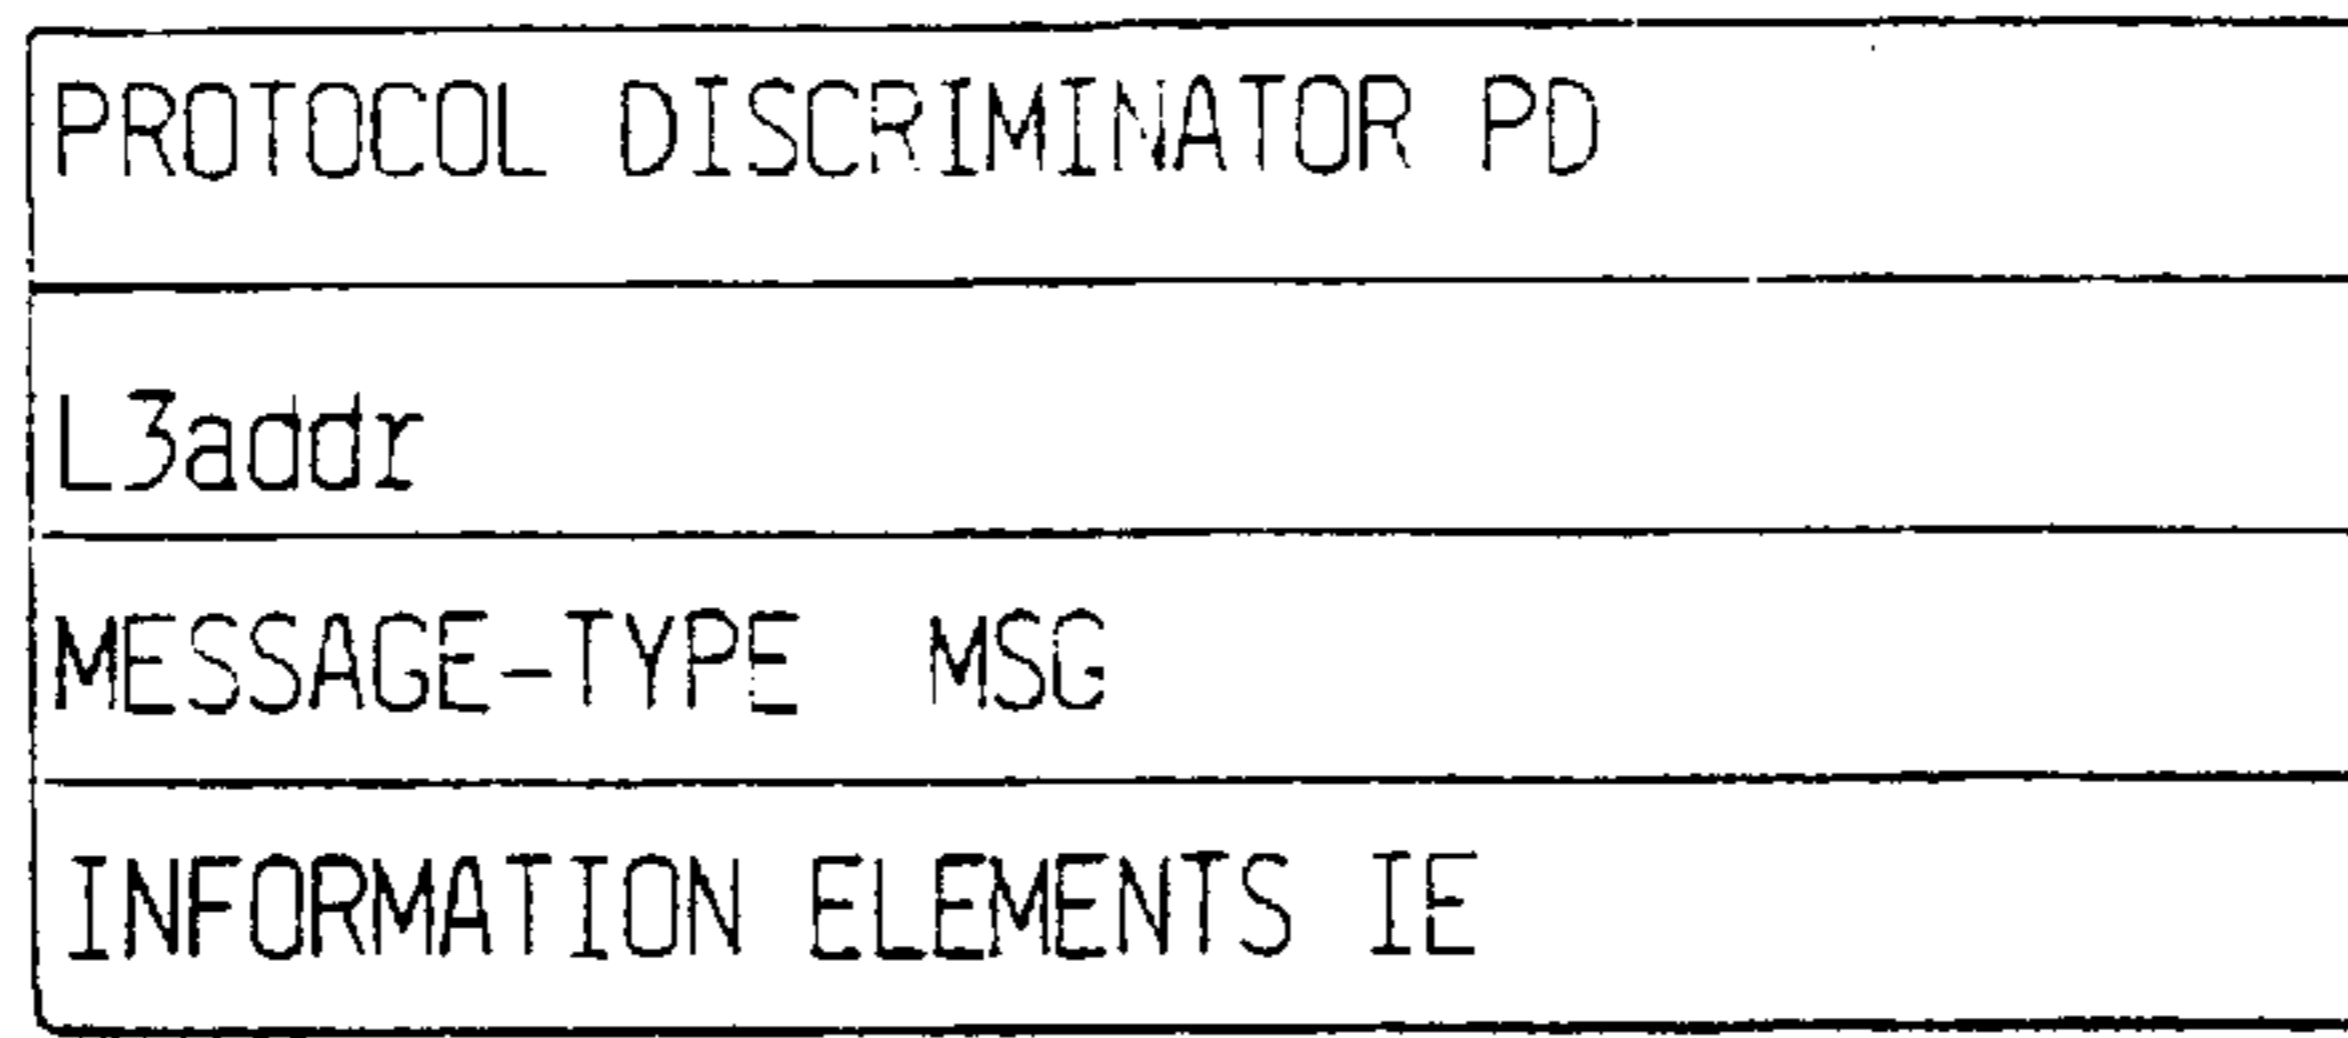 PROTOCOL DISCRIMINATOR PD
L3addr
MESSAGE-TYPE MSG
INFORMATION ELEMENTS IE